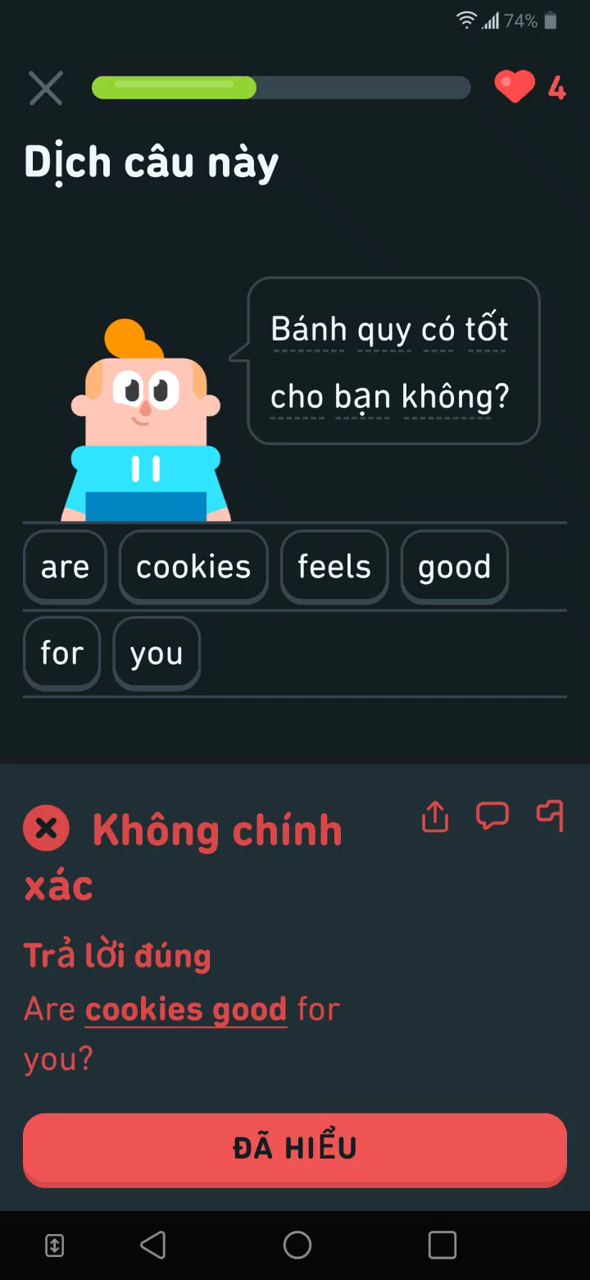 74%
4
Dịch câu này
Bánh quy có tốt
cho bạn không?
are cookies feels good
for you
Không chính
xác
Trả lời đúng
Are cookies good for
you?
ĐÃ HIỂU